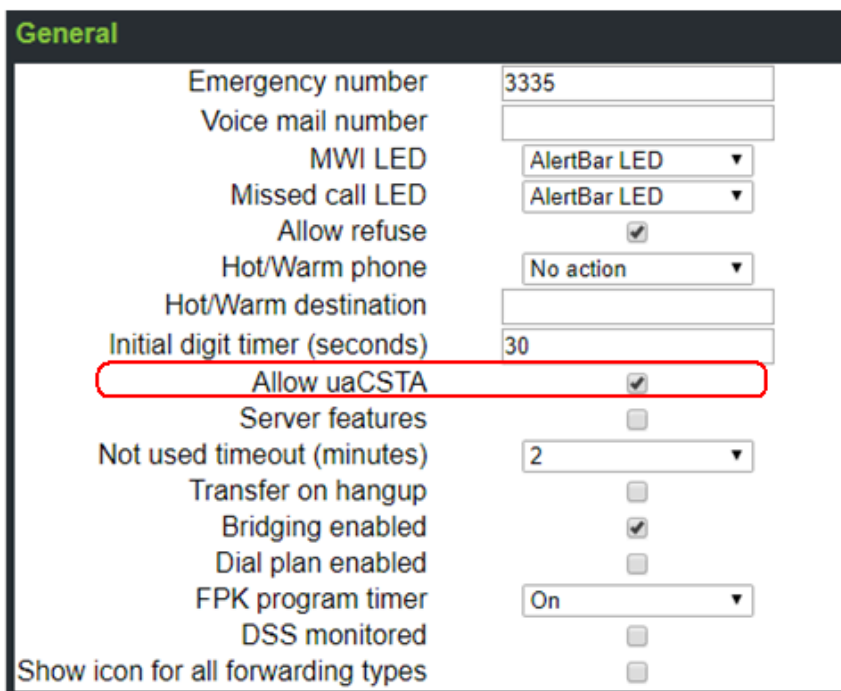 General
Emergency number 3335
Voice mail number
MWI LED AlertBar LED
Missed call LED AlertBar LED
Allow refuse
Hot/Warm phone No action
Hot/Warm destination
Initial digit timer (seconds) 30
Allow uaCSTA
Server features
Not used timeout (minutes) 2
Transfer on hangup
Bridging enabled
Dial plan enabled
FPK program timer On
DSS monitored
Show icon for all forwarding types